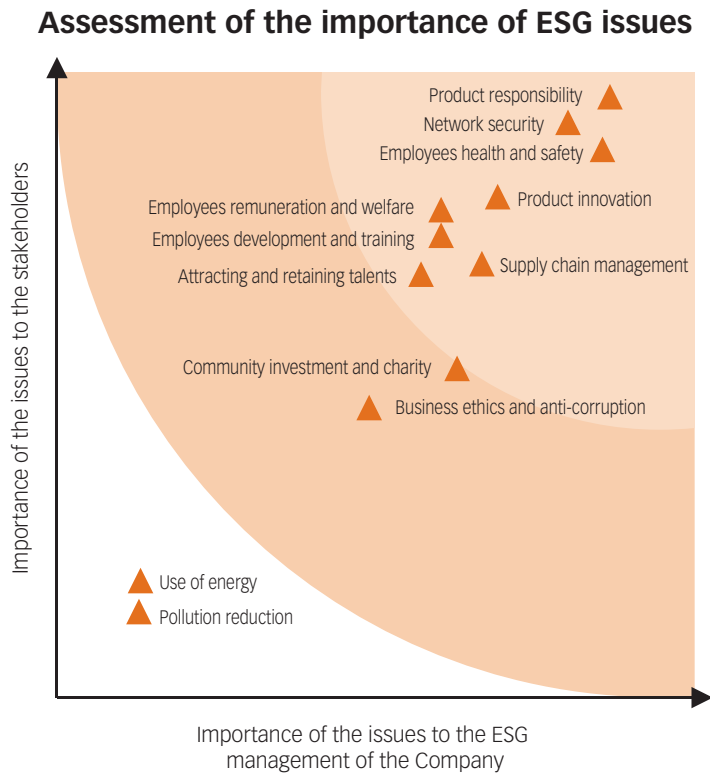 Assessment of the importance of ESG issues
Importance of the issues to the stakeholders
Product responsibility
Network security
Employees health and safety
Product innovation
Employees remuneration and welfare
Employees development and training
Supply chain management
Attracting and retaining talents
Community investment and charity
Business ethics and anti-corruption
Use of energy
Pollution reduction
Importance of the issues to the ESG
management of the Company